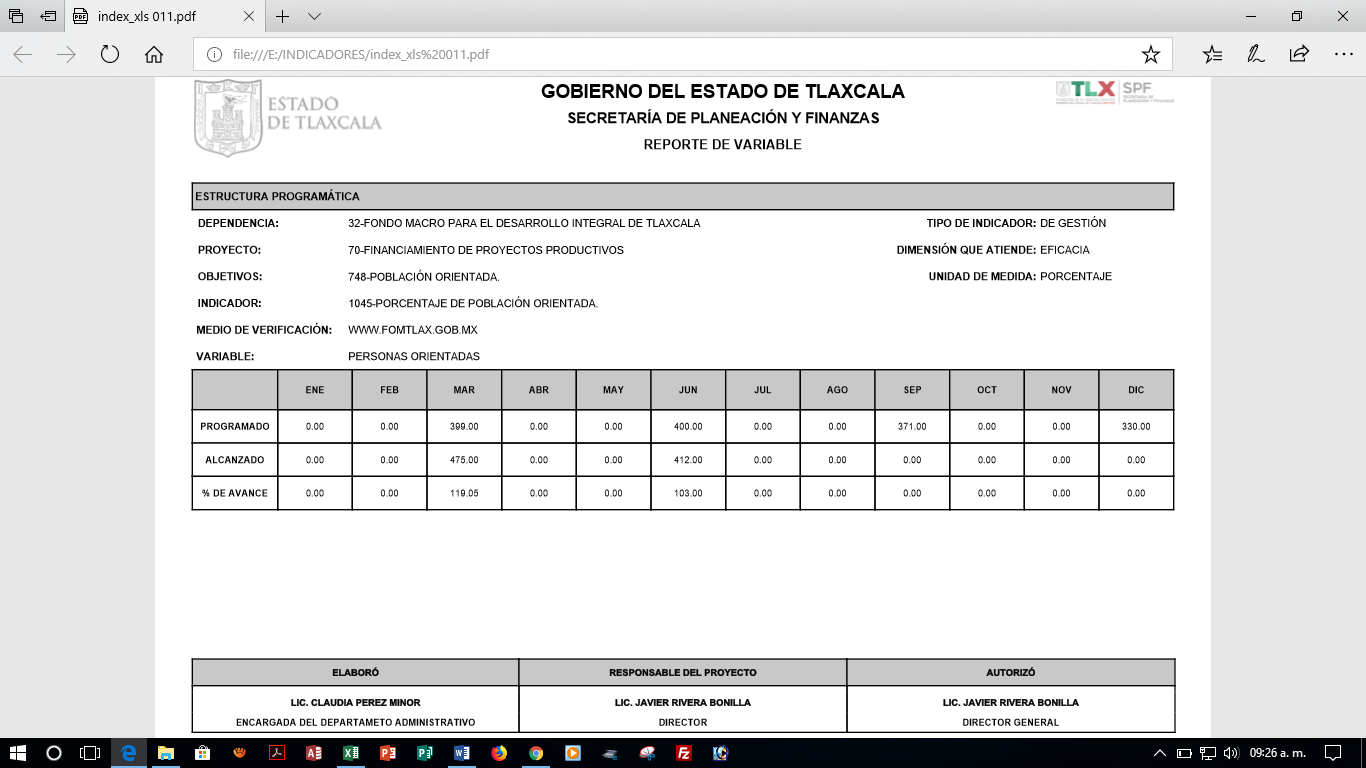 index_xls 011.pdf
file:///E:/INDICADORES/index_xls%20011.pdf
ESTADO
DE TLAXCALA
GOBIERNO DEL ESTADO DE TLAXCALA
SECRETARÍA DE PLANEACIÓN Y FINANZAS
REPORTE DE VARIABLE
TLX SPF
ESTRUCTURA PROGRAMÁTICA
DEPENDENCIA: 32-FONDO MACRO PARA EL DESARROLLO INTEGRAL DE TLAXCALA TIPO DE INDICADOR: DE GESTIÓN
PROYECTO: 70-FINANCIAMIENTO DE PROYECTOS PRODUCTIVOS DIMENSIÓN QUE ATIENDE: EFICACIA
OBJETIVOS: 748-POBLACIÓN ORIENTADA. UNIDAD DE MEDIDA: PORCENTAJE
INDICADOR: 1045-PORCENTAJE DE POBLACIÓN ORIENTADA.
MEDIO DE VERIFICACIÓN: WWW.FOMTLAX.GOB.MX
VARIABLE: PERSONAS ORIENTADAS
ENE FEB MAR ABR MAY JUN JUL AGO SEP OCT NOV DIC
PROGRAMADO 0.00 0.00 399.00 0.00 0.00 400.00 0.00 0.00 371.00 0.00 0.00 330.00
ALCANZADO 0.00 0.00 475.00 0.00 0.00 412.00 0.00 0.00 0.00 0.00 0.00 0.00
% DE AVANCE 0.00 0.00 119.05 0.00 0.00 103.00 0.00 0.00 0.00 0.00 0.00 0.00
ELABORÓ RESPONSABLE DEL PROYECTO AUTORIZÓ
LIC. CLAUDIA PEREZ MINOR LIC. JAVIER RIVERA BONILLA LIC. JAVIER RIVERA BONILLA
ENCARGADA DEL DEPARTAMETO ADMINISTRATIVO DIRECTOR DIRECTOR GENERAL
09:26 a. m.